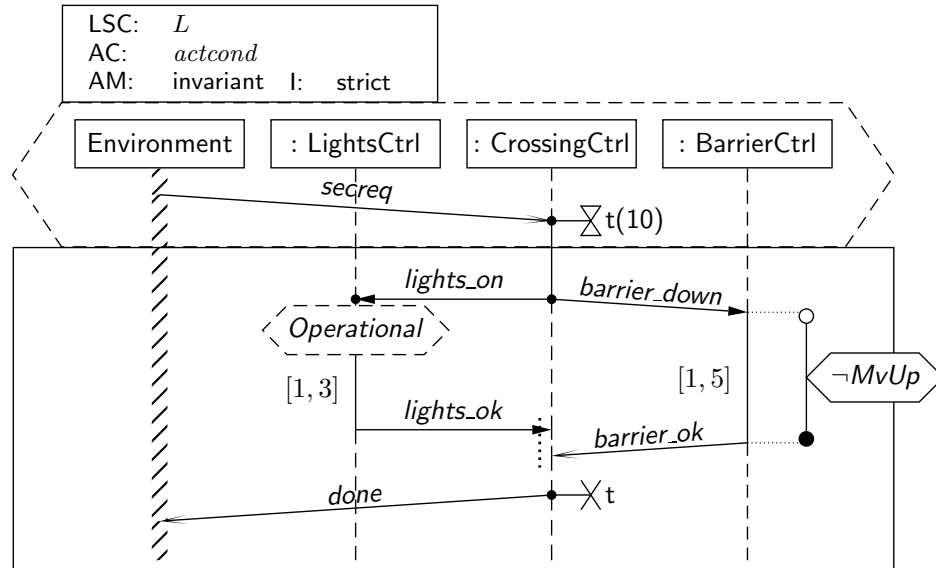 LSC: L
AC: actcond
AM: invariant I: strict
Environment : LightsCtrl : CrossingCtrl : BarrierCtrl
secreq
t(10)
lights_on barrier_down
Operational
[1, 3] [1, 5] ¬MvUp
lights_ok barrier_ok
done t